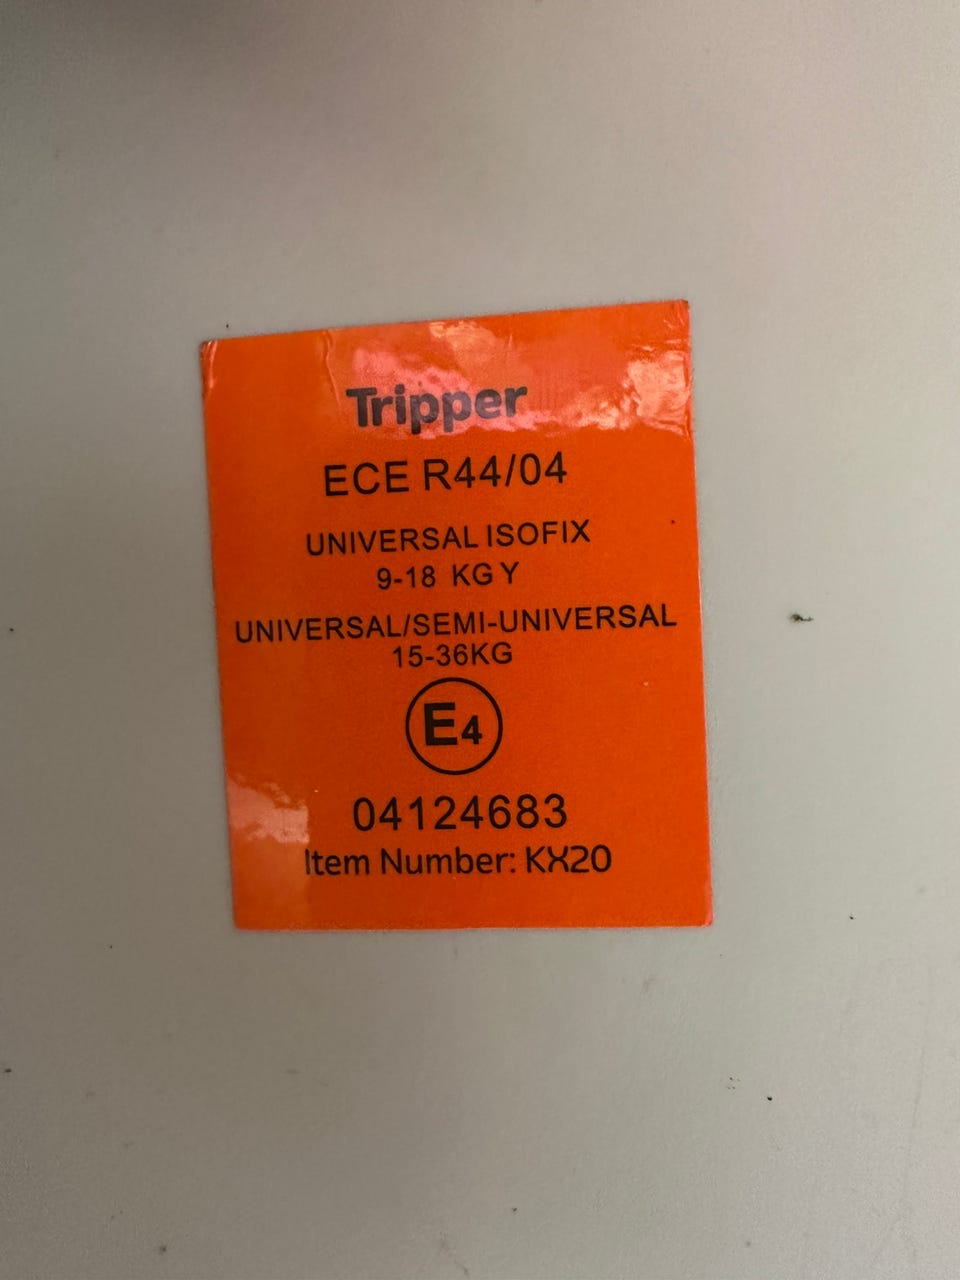 Tripper
ECE R44/04
UNIVERSAL ISOFIX
9-18 KG Y
UNIVERSAL/SEMI-UNIVERSAL
15-36KG
E4
04124683
Item Number: KX20